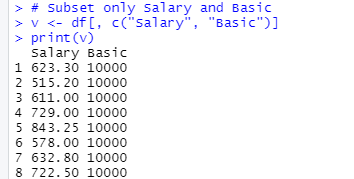 > # Subset only Salary and Basic
> v <- df[, c("Salary", "Basic")]
> print(v)
  Salary Basic
1 623.30 10000
2 515.20 10000
3 611.00 10000
4 729.00 10000
5 843.25 10000
6 578.00 10000
7 632.80 10000
8 722.50 10000